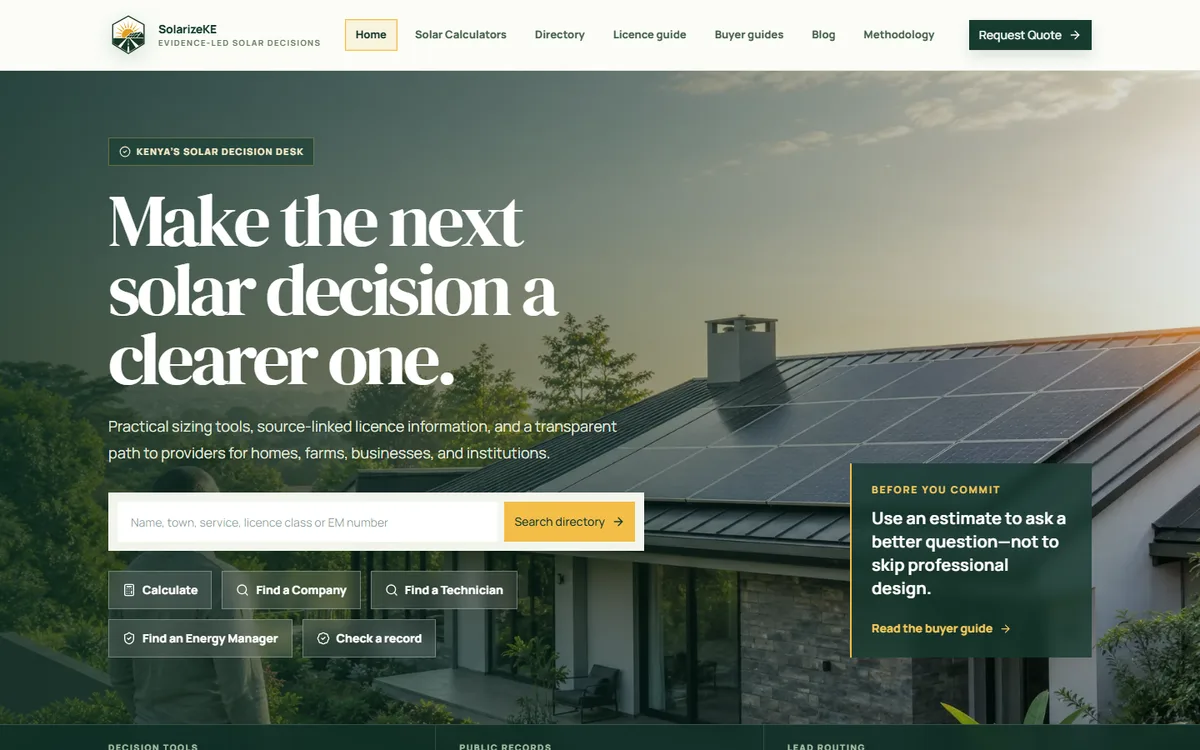 SolarizeKE
EVIDENCE-LED SOLAR DECISIONS
Home
Solar Calculators
Directory
Licence guide
Buyer guides
Blog
Methodology
Request Quote
KENYA'S SOLAR DECISION DESK
Make the next
solar decision a
clearer one.
Practical sizing tools, source-linked licence information, and a transparent
path to providers for homes, farms, businesses, and institutions.
Name, town, service, licence class or EM number
Search directory
Calculate
Find a Company
Find a Technician
Find an Energy Manager
Check a record
BEFORE YOU COMMIT
Use an estimate to ask a
better question—not to
skip professional
design.
Read the buyer guide
DECISION TOOLS
PUBLIC RECORDS
LEAD ROUTING